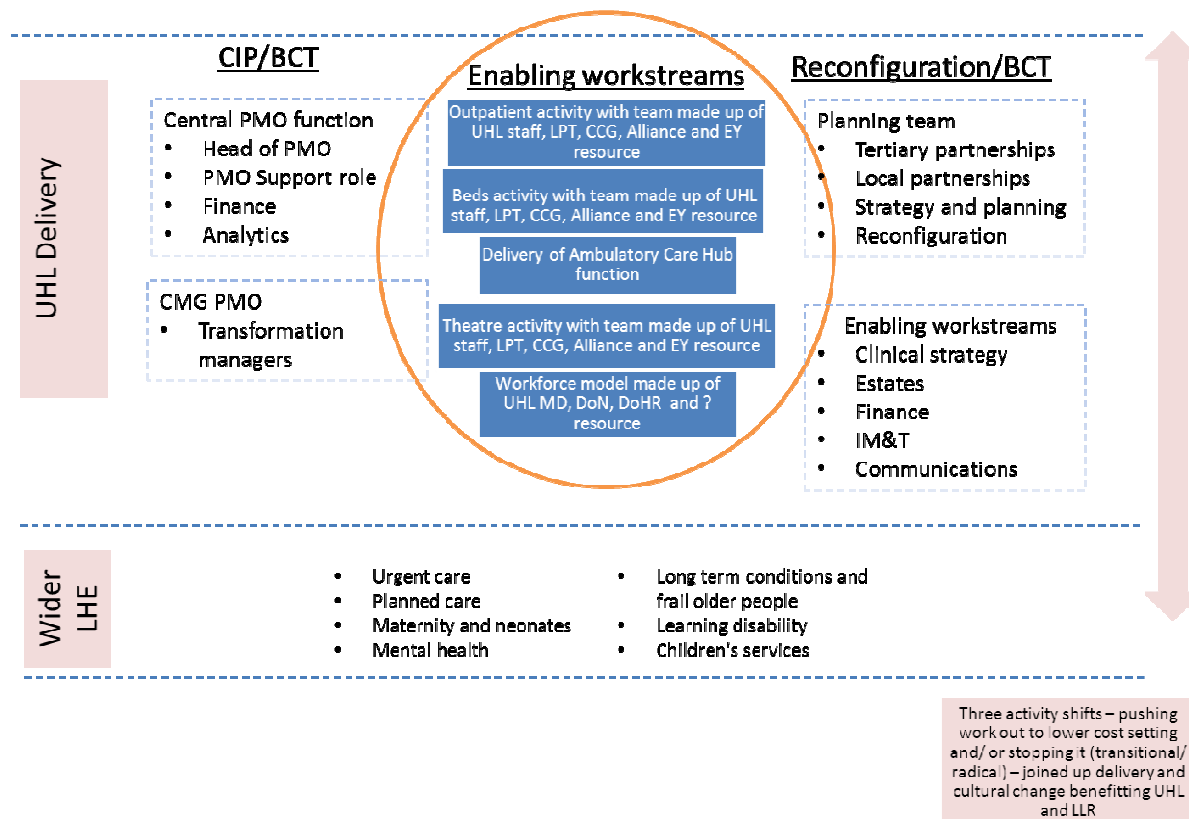 CIP/BCT
Enabling workstreams
Reconfiguration/BCT
UHL Delivery
Central PMO function
• Head of PMO
• PMO Support role
• Finance
• Analytics
CMG PMO
• Transformation
managers
Outpatient activity with team made up of
UHL staff, LPT, CCG, Alliance and EY
resource
Beds activity with team made up of UHL
staff, LPT, CCG, Alliance and EY resource
Delivery of Ambulatory Care Hub
function
Theatre activity with team made up of UHL
staff, LPT, CCG, Alliance and EY resource
Workforce model made up of
UHL MD, DoN, DoHR and ?
resource
Planning team
• Tertiary partnerships
• Local partnerships
• Strategy and planning
• Reconfiguration
Enabling workstreams
• Clinical strategy
• Estates
• Finance
• IM&T
• Communications
Wider
LHE
• Urgent care
• Planned care
• Maternity and neonates
• Mental health
• Long term conditions and
frail older people
• Learning disability
• Children's services
Three activity shifts – pushing
work out to lower cost setting
and/ or stopping it (transitional/
radical) – joined up delivery and
cultural change benefitting UHL
and LLR